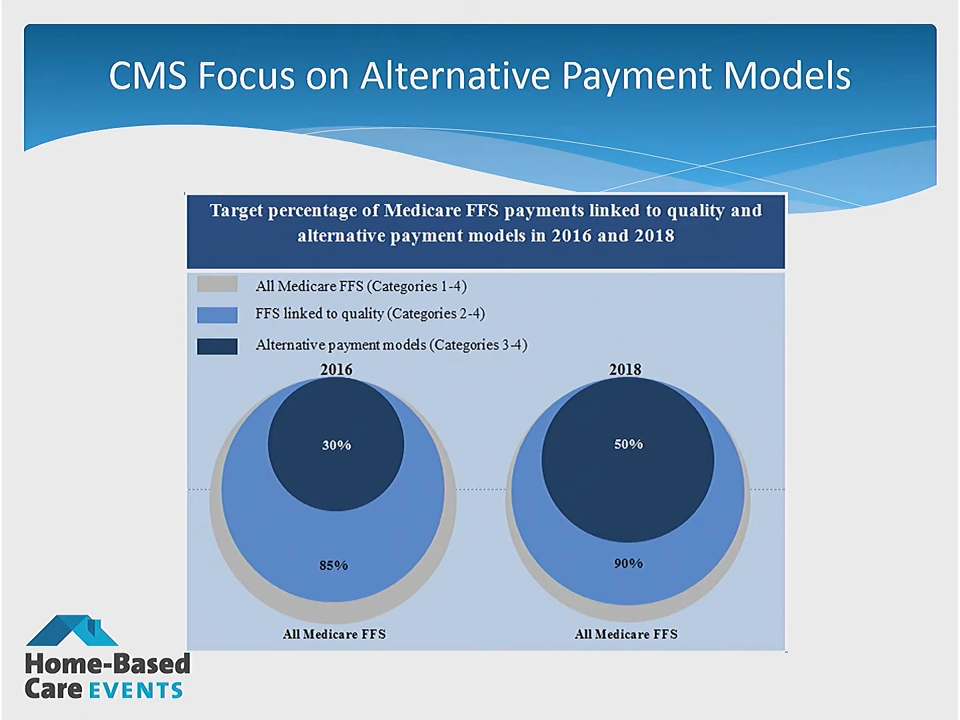 CMS Focus on Alternative Payment Models
Target percentage of Medicare FFS payments linked to quality and
alternative payment models in 2016 and 2018
All Medicare FFS (Categories 1-4)
FFS linked to quality (Categories 2-4)
Alternative payment models (Categories 3-4)
2016
2018
30%
50%
85%
90%
All Medicare FFS
All Medicare FFS
Home-Based
Care EVENTS